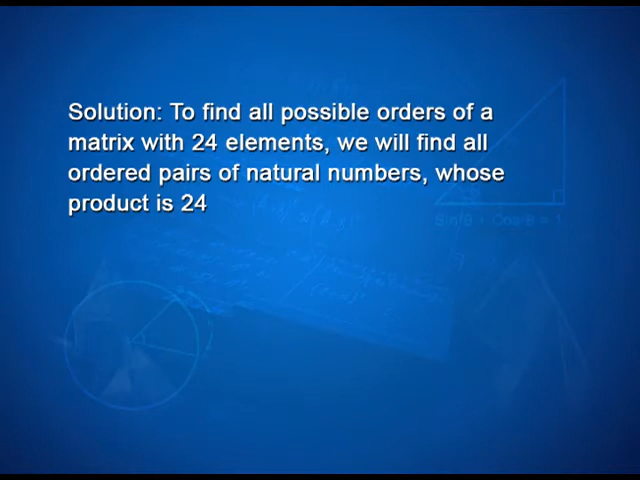 Solution: To find all possible orders of a
matrix with 24 elements, we will find all
ordered pairs of natural numbers, whose
product is 24